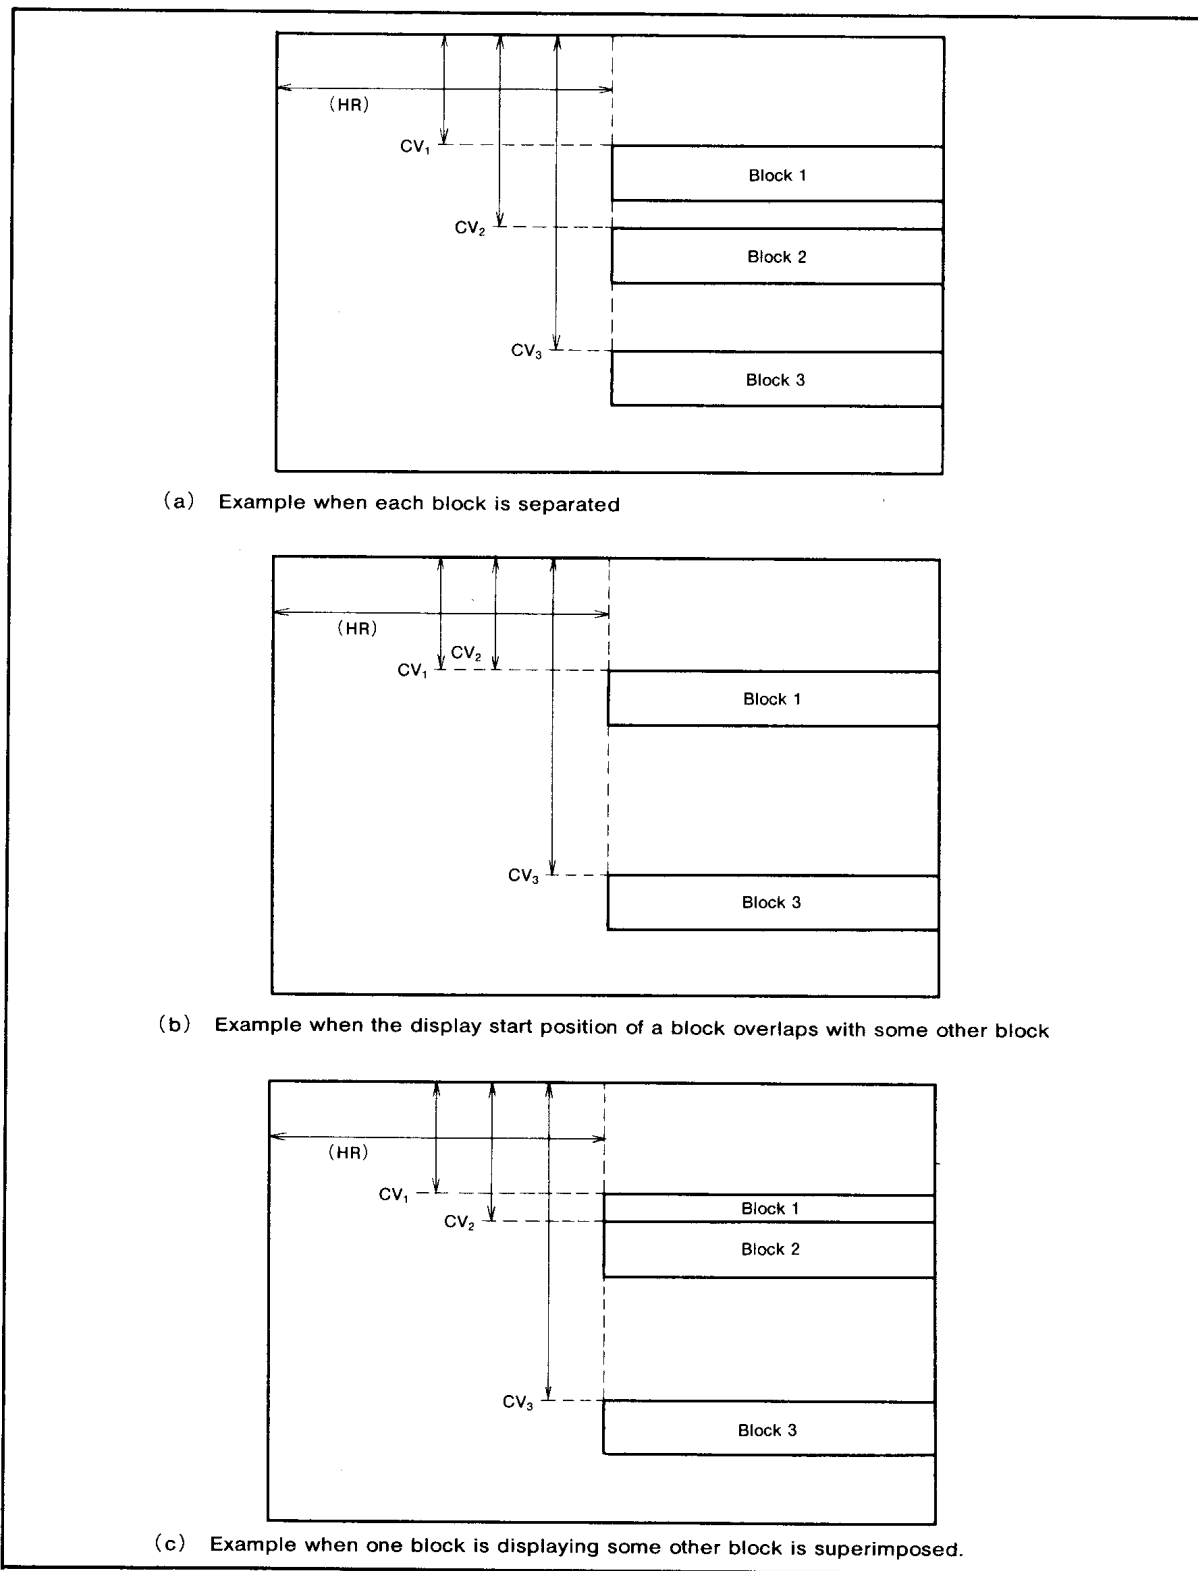 (HR)
CV₁
Block 1
CV₂
Block 2
CV₃
Block 3
(a) Example when each block is separated
(HR)
CV₂
CV₁
Block 1
CV₃
Block 3
(b) Example when the display start position of a block overlaps with some other block
(HR)
CV₁
Block 1
CV₂
Block 2
CV₃
Block 3
(c) Example when one block is displaying some other block is superimposed.